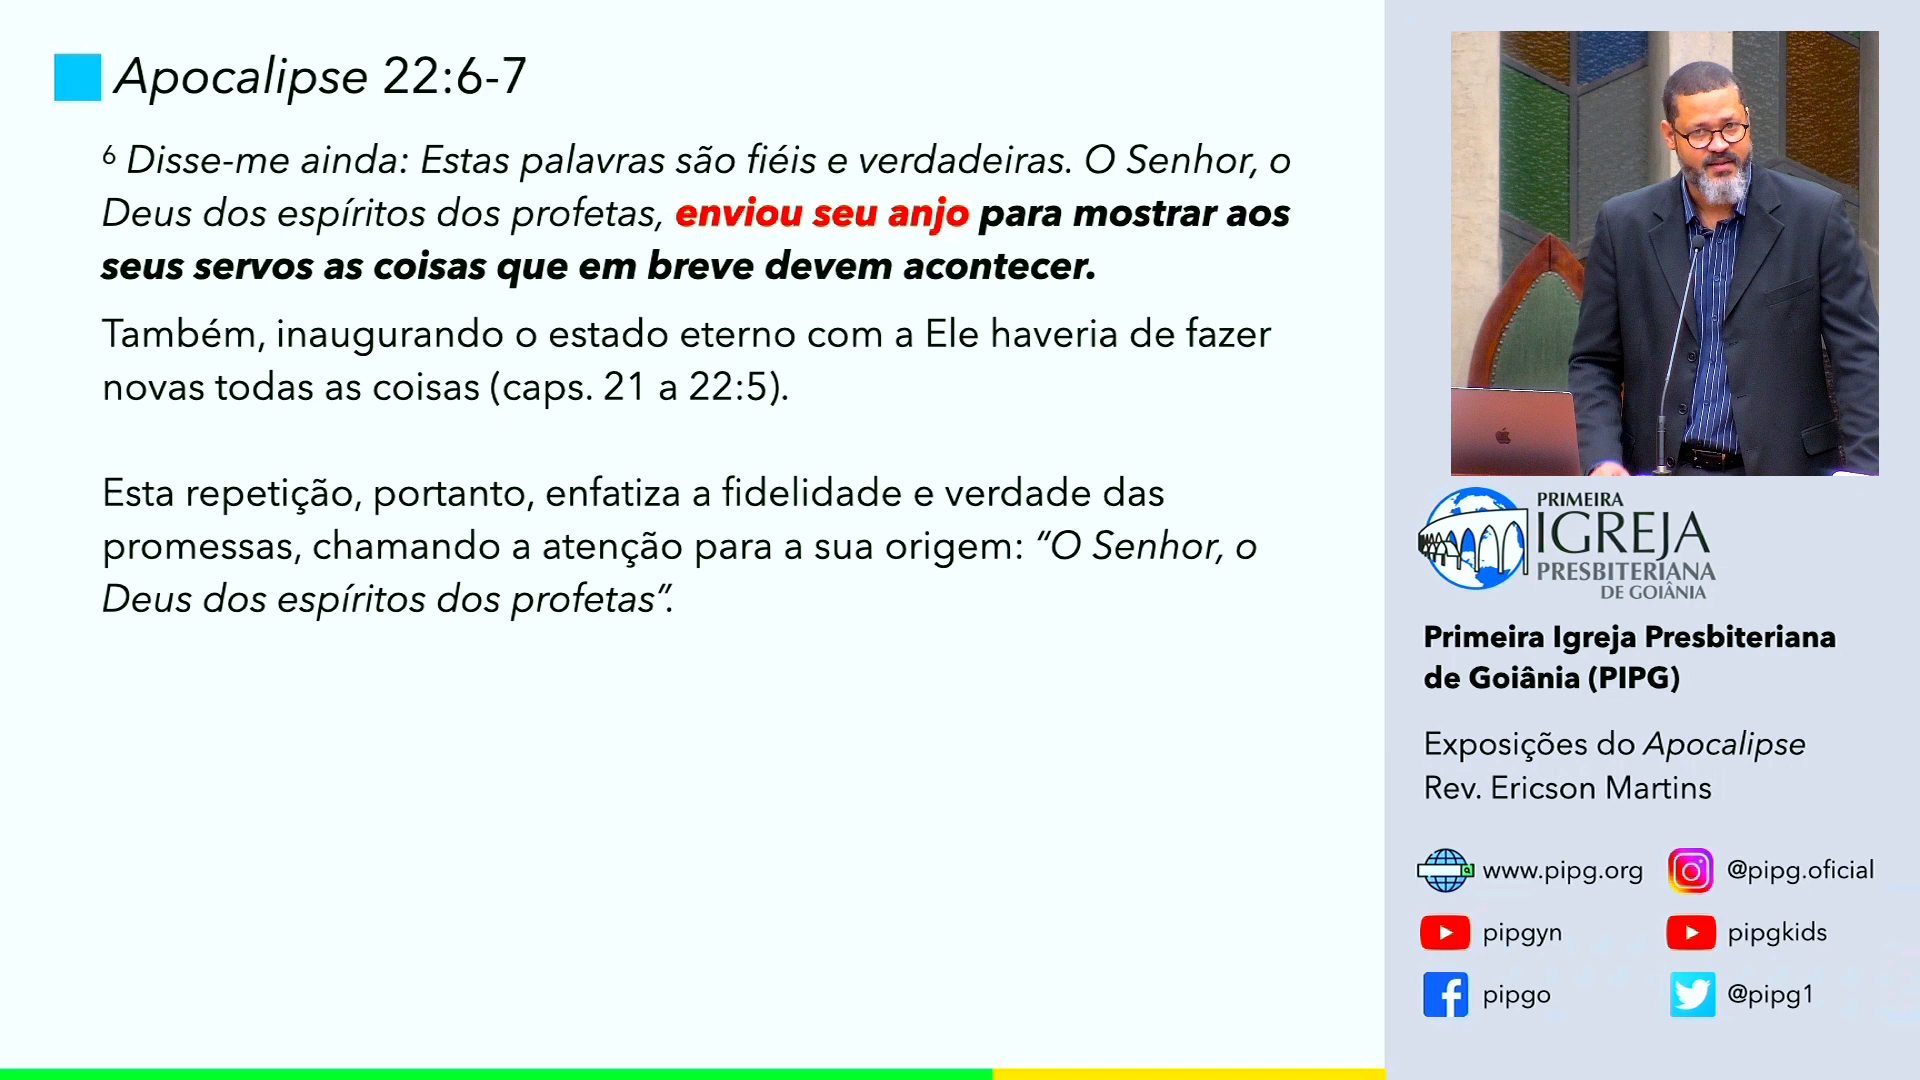 Apocalipse 22:6-7
6 Disse-me ainda: Estas palavras são fiéis e verdadeiras. O Senhor, o
Deus dos espíritos dos profetas, enviou seu anjo para mostrar aos
seus servos as coisas que em breve devem acontecer.
Também, inaugurando o estado eterno com a Ele haveria de fazer
novas todas as coisas (caps. 21 a 22:5).
Esta repetição, portanto, enfatiza a fidelidade e verdade das
promessas, chamando a atenção para a sua origem: “O Senhor, o
Deus dos espíritos dos profetas”.
PRIMEIRA
IGREJA
PRESBITERIANA
DE GOIÂNIA
Primeira Igreja Presbiteriana
de Goiânia (PIPG)
Exposições do Apocalipse
Rev. Ericson Martins
www.pipg.org
@pipg.oficial
pipgyn
pipgkids
pipgo
@pipg1